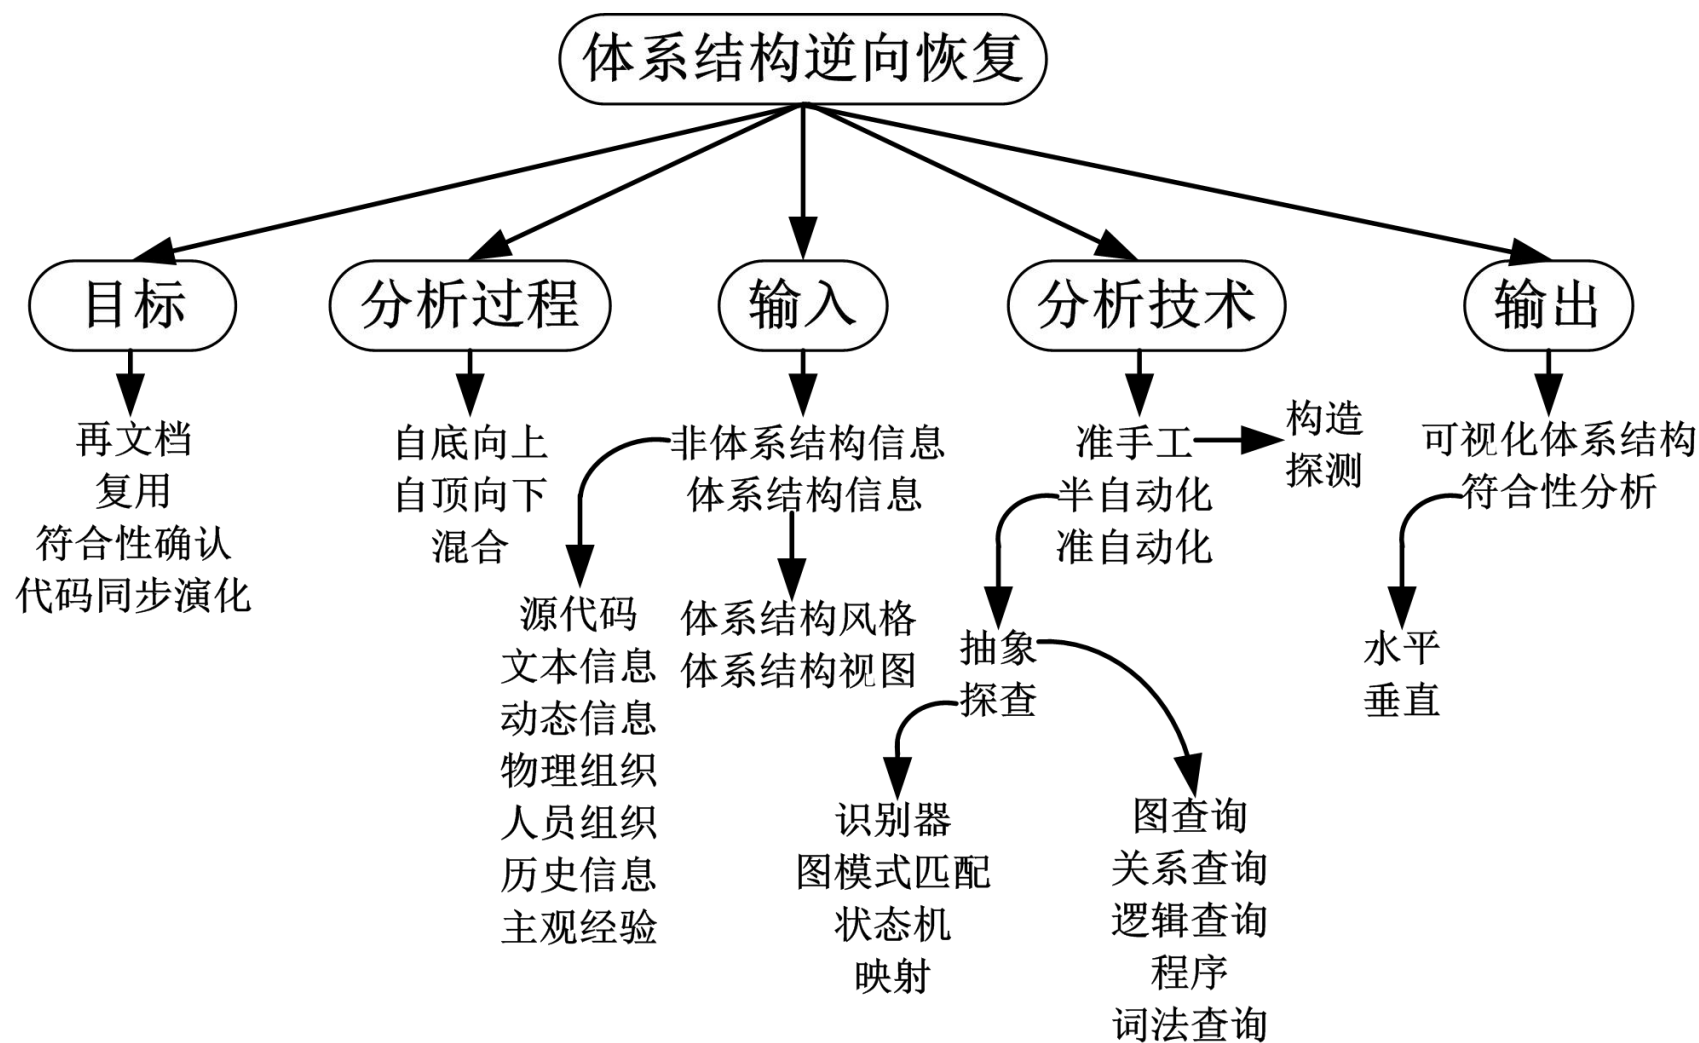 体系结构逆向恢复
目标
分析过程
输入
分析技术
输出
再文档
复用
符合性确认
代码同步演化
自底向上
自顶向下
混合
非体系结构信息
体系结构信息
源代码
文本信息
动态信息
物理组织
人员组织
历史信息
主观经验
体系结构风格
体系结构视图
准手工
半自动化
准自动化
构造
探测
抽象
探查
识别器
图模式匹配
状态机
映射
图查询
关系查询
逻辑查询
程序
词法查询
可视化体系结构
符合性分析
水平
垂直